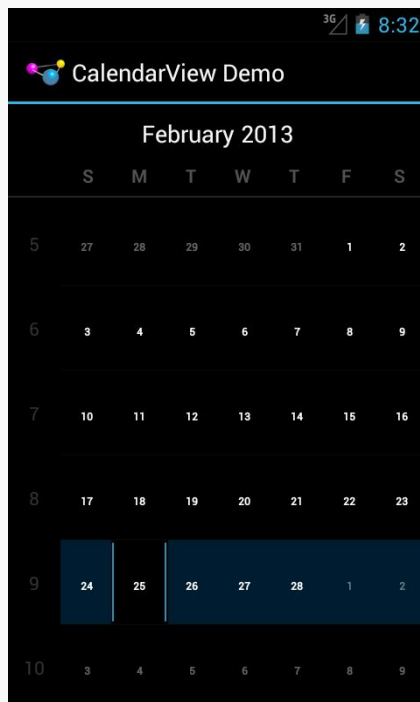 3G 8:32
CalendarView Demo
February 2013
S M T W T F S
5 27 28 29 30 31 1 2
6 3 4 5 6 7 8 9
7 10 11 12 13 14 15 16
8 17 18 19 20 21 22 23
9 24 25 26 27 28 1 2
10 3 4 5 6 7 8 9